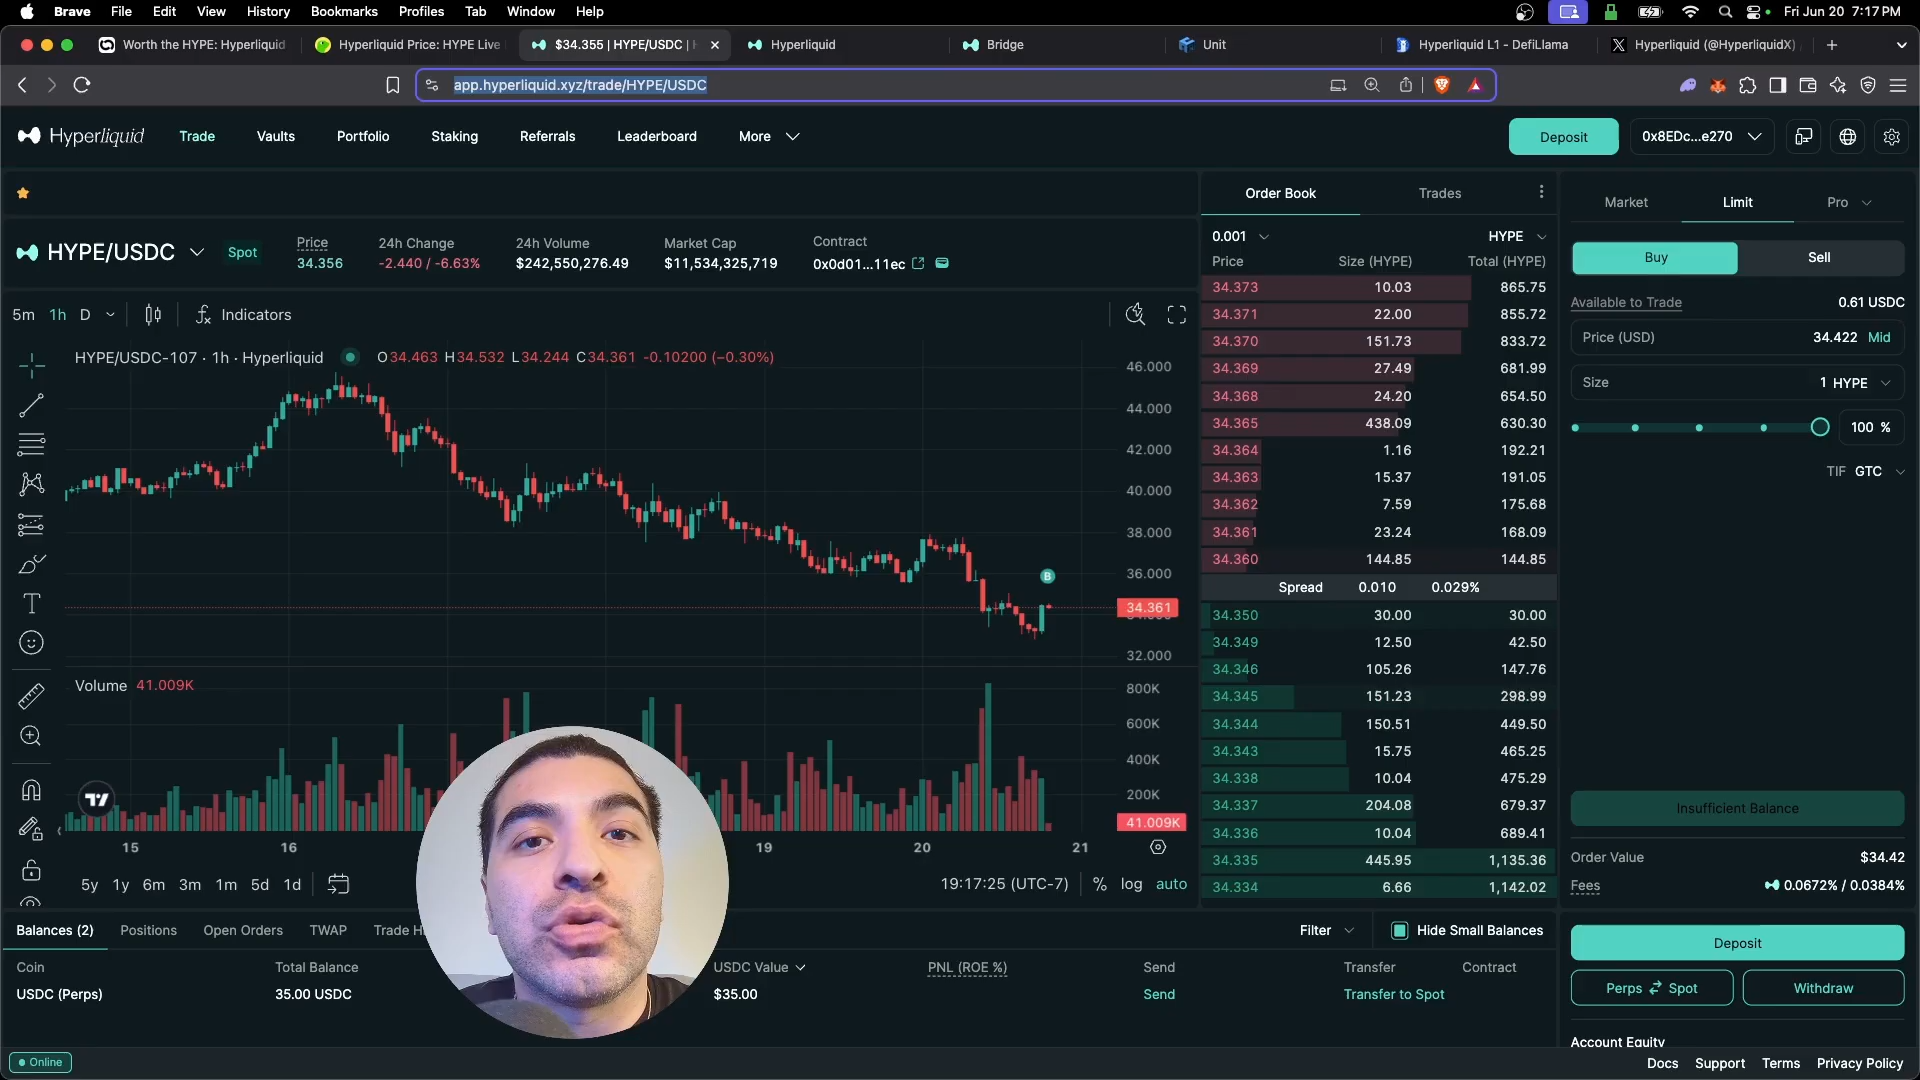 Brave File Edit View History Bookmarks Profiles Tab Window Help Fri Jun 20 7:17 PM
Worth the HYPE: Hyperliquid Hyperliquid Price: HYPE Live $34.355 | HYPE/USDC | Hyperliquid Bridge Unit Hyperliquid L1 - DefiLlama Hyperliquid (@HyperliquidX)
app.hyperliquid.xyz/trade/HYPE/USDC
Hyperliquid Trade Vaults Portfolio Staking Referrals Leaderboard More Deposit 0x8EDc...e270
HYPE/USDC Spot
Price 24h Change 24h Volume Market Cap Contract
34.356 -2.440 / -6.63% $242,550,276.49 $11,534,325,719 0x0d01...11ec
5m 1h D Indicators
HYPE/USDC-107 · 1h · Hyperliquid O34.463 H34.532 L34.244 C34.361 -0.10200 (−0.30%)
46.000
44.000
42.000
40.000
38.000
36.000
34.361
32.000
Volume 41.009K
800K
600K
400K
200K
41.009K
15 16 19 20 21
5y 1y 6m 3m 1m 5d 1d 19:17:25 (UTC-7) % log auto
Order Book Trades
0.001 HYPE
Price Size (HYPE) Total (HYPE)
34.373 10.03 865.75
34.371 22.00 855.72
34.370 151.73 833.72
34.369 27.49 681.99
34.368 24.20 654.50
34.365 438.09 630.30
34.364 1.16 192.21
34.363 15.37 191.05
34.362 7.59 175.68
34.361 23.24 168.09
34.360 144.85 144.85
Spread 0.010 0.029%
34.350 30.00 30.00
34.349 12.50 42.50
34.346 105.26 147.76
34.345 151.23 298.99
34.344 150.51 449.50
34.343 15.75 465.25
34.338 10.04 475.29
34.337 204.08 679.37
34.336 10.04 689.41
34.335 445.95 1,135.36
34.334 6.66 1,142.02
Market Limit Pro
Buy Sell
Available to Trade 0.61 USDC
Price (USD) 34.422 Mid
Size 1 HYPE
100 %
TIF GTC
Insufficient Balance
Order Value $34.42
Fees 0.0672% / 0.0384%
Deposit
Perps Spot Withdraw
Account Equity
Balances (2) Positions Open Orders TWAP Trade H Filter Hide Small Balances
Coin Total Balance USDC Value PNL (ROE %) Send Transfer Contract
USDC (Perps) 35.00 USDC $35.00 Send Transfer to Spot
Online Docs Support Terms Privacy Policy